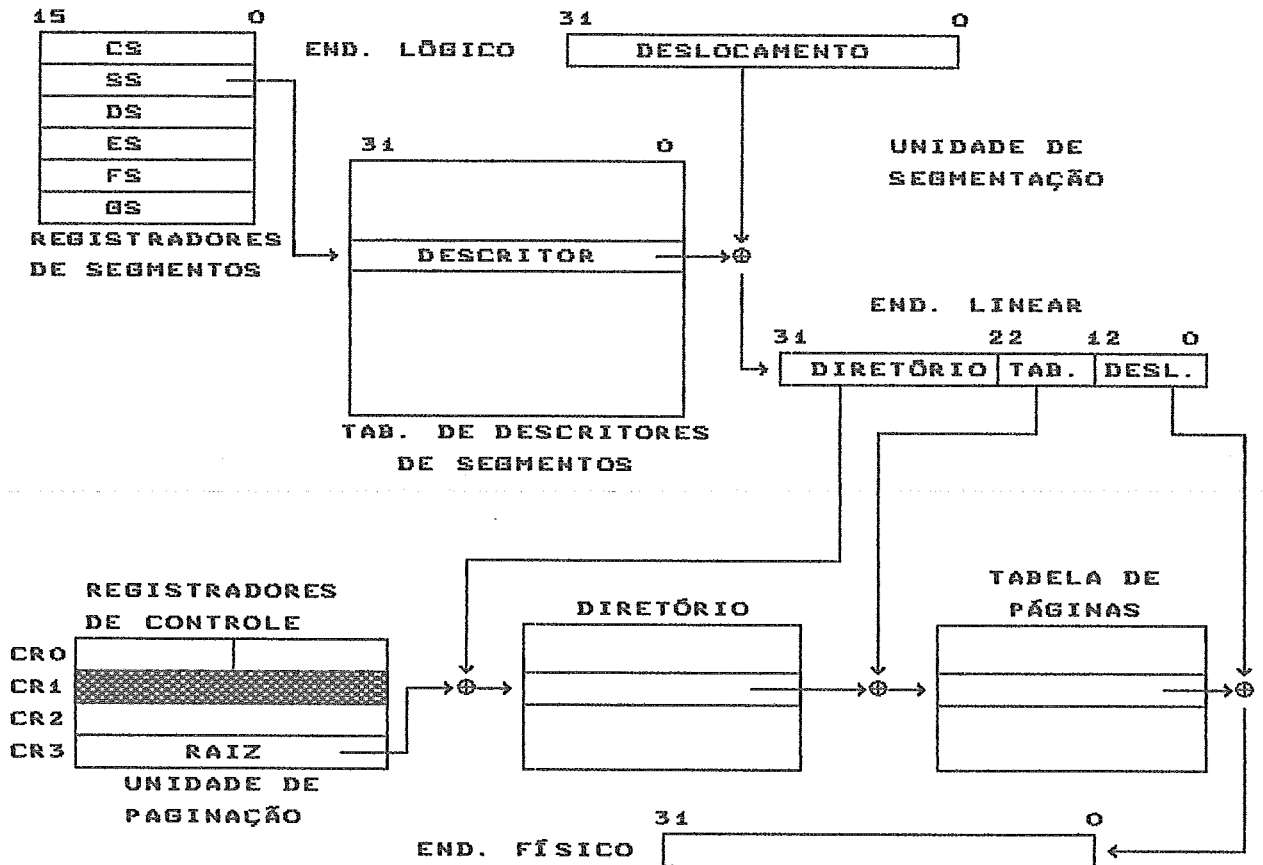 15 0
CS
SS
DS
ES
FS
GS
REGISTRADORES
DE SEGMENTOS
END. LÓGICO
31 0
DESLOCAMENTO
UNIDADE DE
SEGMENTAÇÃO
31 0
DESCRITOR
TAB. DE DESCRITORES
DE SEGMENTOS
END. LINEAR
31 22 12 0
DIRETÓRIO TAB. DESL.
REGISTRADORES
DE CONTROLE
CR0
CR1
CR2
CR3 RAIZ
UNIDADE DE
PAGINAÇÃO
DIRETÓRIO
TABELA DE
PÁGINAS
31 0
END. FÍSICO